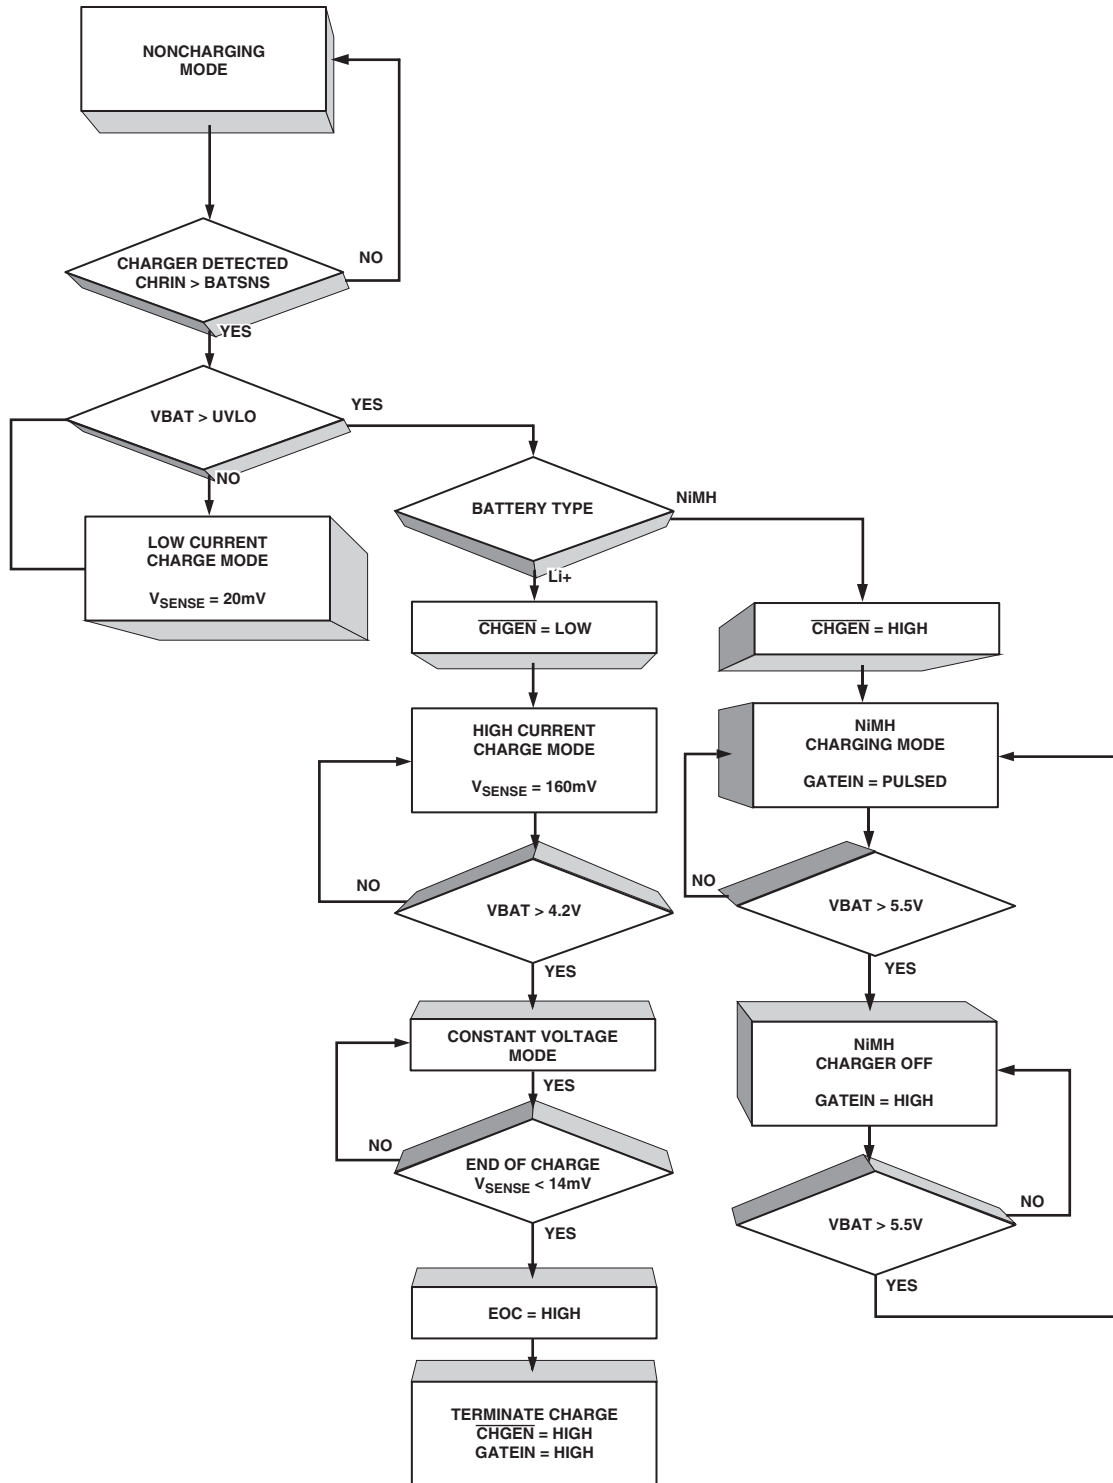 NONCHARGING
MODE
NO
CHARGER DETECTED
CHRIN > BATSNS
YES
VBAT > UVLO
YES
NO
LOW CURRENT
CHARGE MODE
VSENSE = 20mV
BATTERY TYPE
NiMH
Li+
CHGEN = LOW
CHGEN = HIGH
HIGH CURRENT
CHARGE MODE
VSENSE = 160mV
NiMH
CHARGING MODE
GATEIN = PULSED
NO
VBAT > 4.2V
YES
NO
VBAT > 5.5V
YES
CONSTANT VOLTAGE
MODE
YES
NO
END OF CHARGE
VSENSE < 14mV
YES
NiMH
CHARGER OFF
GATEIN = HIGH
NO
VBAT > 5.5V
YES
EOC = HIGH
TERMINATE CHARGE
CHGEN = HIGH
GATEIN = HIGH